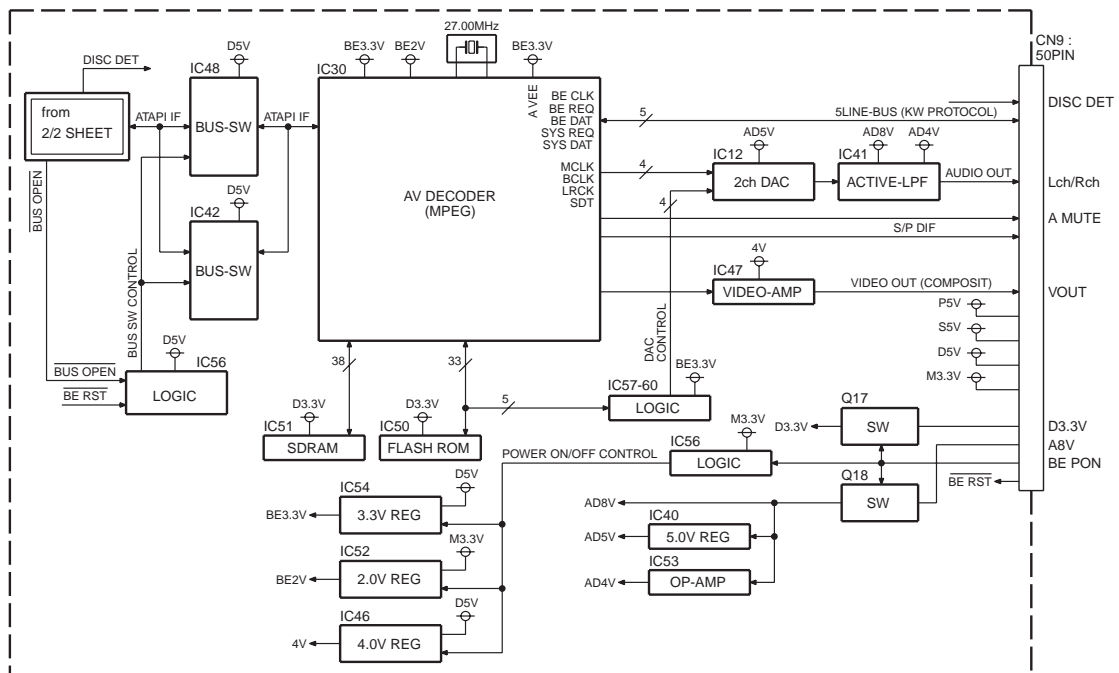 27.00MHz
CN9 :
50PIN
DISC DET
D5V
BE3.3V
BE2V
BE3.3V
IC48
IC30
from
2/2 SHEET
ATAPI IF
BUS-SW
ATAPI IF
A VEE
BE CLK
BE REQ
BE DAT
SYS REQ
SYS DAT
5
5LINE-BUS (KW PROTOCOL)
DISC DET
AD5V
AD8V
AD4V
IC12
IC41
MCLK
BCLK
LRCK
SDT
4
2ch DAC
ACTIVE-LPF
AUDIO OUT
Lch/Rch
4
AV DECODER
(MPEG)
BUS OPEN
D5V
IC42
BUS-SW
A MUTE
S/P DIF
4V
IC47
VIDEO-AMP
VIDEO OUT (COMPOSIT)
VOUT
BUS SW CONTROL
DAC
CONTROL
P5V
S5V
D5V
M3.3V
D5V
IC56
BUS OPEN
BE RST
LOGIC
38
33
BE3.3V
IC57-60
5
LOGIC
D3.3V
IC51
SDRAM
D3.3V
IC50
FLASH ROM
M3.3V
IC56
LOGIC
POWER ON/OFF CONTROL
Q17
D3.3V
SW
D3.3V
A8V
BE PON
Q18
SW
BE RST
D5V
IC54
BE3.3V
3.3V REG
M3.3V
IC52
BE2V
2.0V REG
D5V
IC46
4V
4.0V REG
AD8V
IC40
AD5V
5.0V REG
IC53
AD4V
OP-AMP